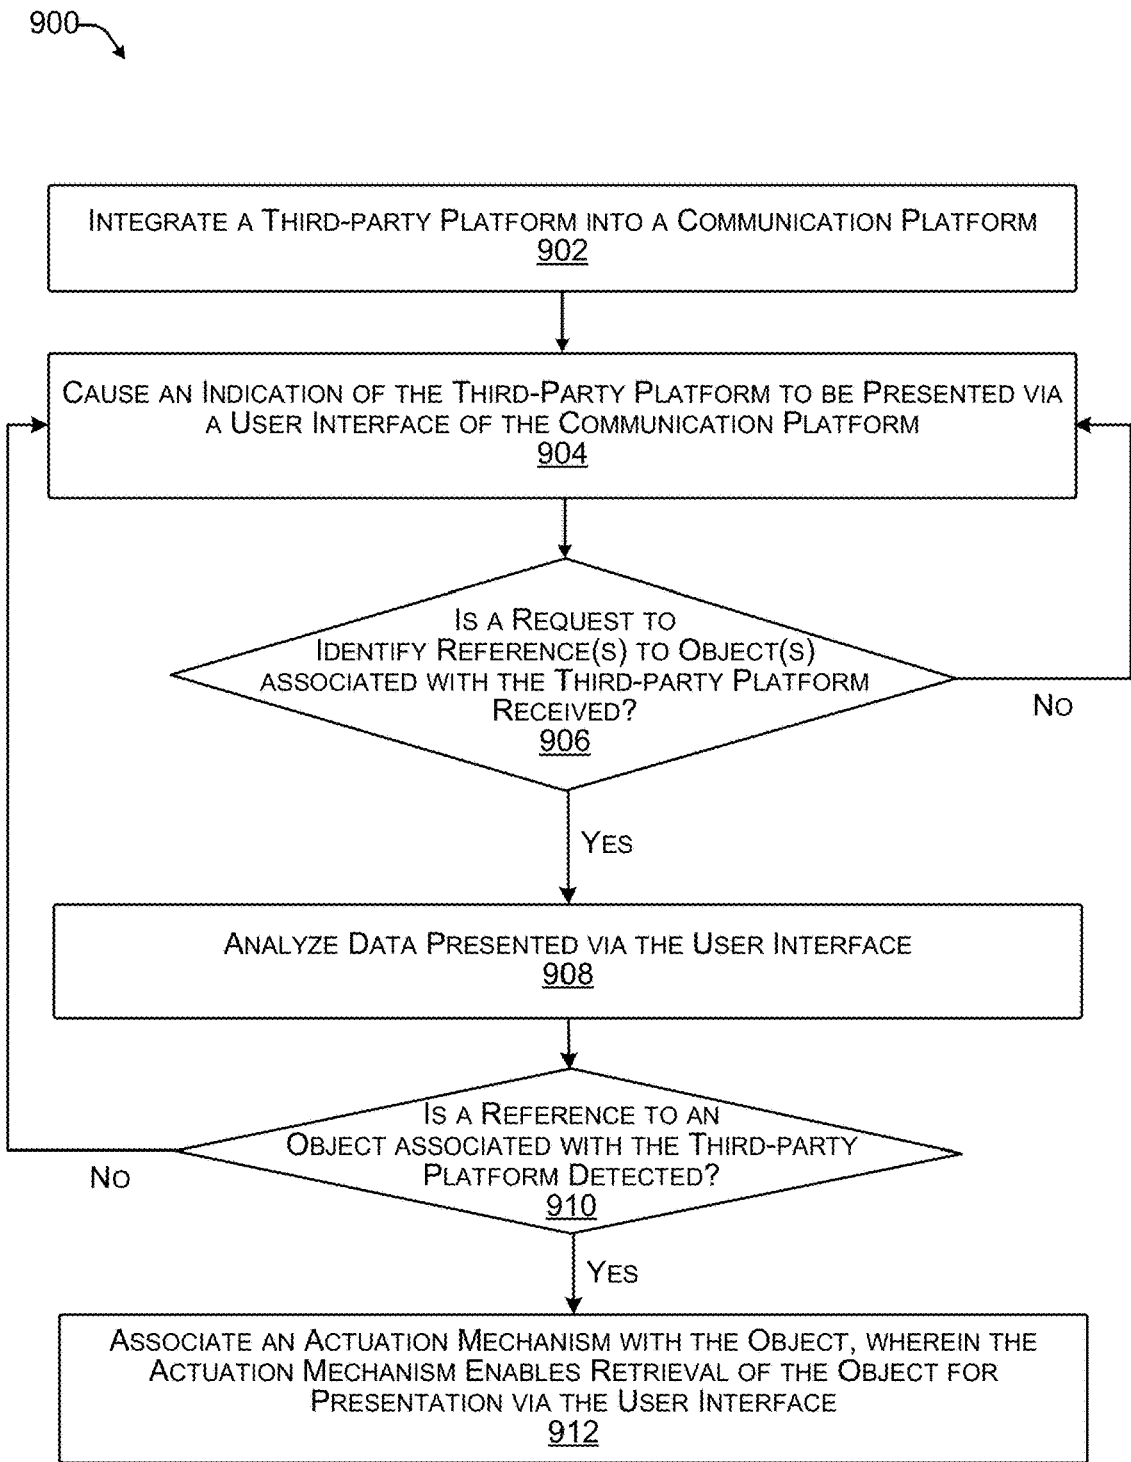 900
INTEGRATE A THIRD-PARTY PLATFORM INTO A COMMUNICATION PLATFORM
902
CAUSE AN INDICATION OF THE THIRD-PARTY PLATFORM TO BE PRESENTED VIA
A USER INTERFACE OF THE COMMUNICATION PLATFORM
904
IS A REQUEST TO
IDENTIFY REFERENCE(S) TO OBJECT(S)
ASSOCIATED WITH THE THIRD-PARTY PLATFORM
RECEIVED?
906
NO
YES
ANALYZE DATA PRESENTED VIA THE USER INTERFACE
908
IS A REFERENCE TO AN
OBJECT ASSOCIATED WITH THE THIRD-PARTY
PLATFORM DETECTED?
910
NO
YES
ASSOCIATE AN ACTUATION MECHANISM WITH THE OBJECT, WHEREIN THE
ACTUATION MECHANISM ENABLES RETRIEVAL OF THE OBJECT FOR
PRESENTATION VIA THE USER INTERFACE
912